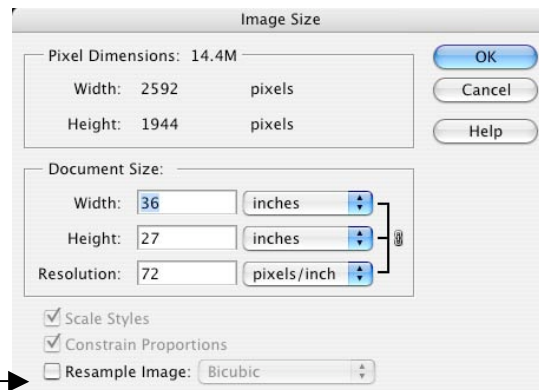 Image Size
Pixel Dimensions: 14.4M
Width: 2592 pixels
Height: 1944 pixels
Document Size:
Width: 36 inches
Height: 27 inches
Resolution: 72 pixels/inch
Scale Styles
Constrain Proportions
Resample Image: Bicubic
OK
Cancel
Help